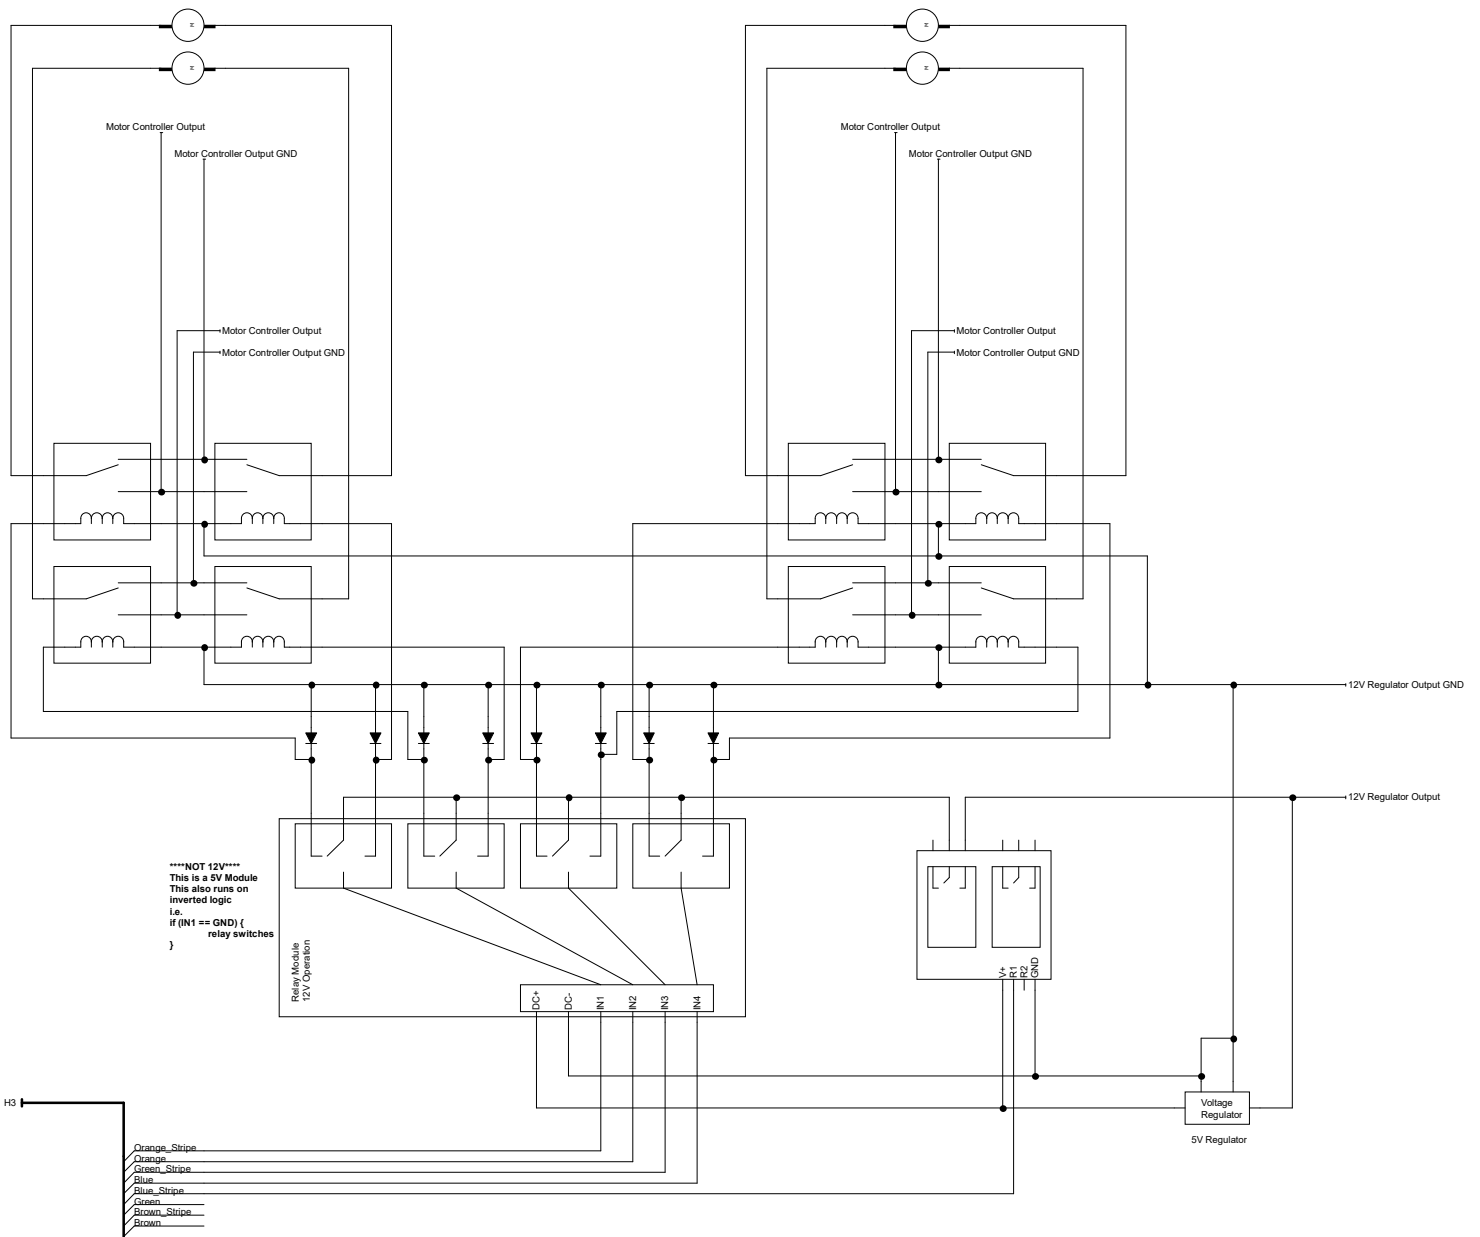 M
M
M
M
Motor Controller Output
Motor Controller Output
Motor Controller Output GND
Motor Controller Output GND
Motor Controller Output
Motor Controller Output
Motor Controller Output GND
Motor Controller Output GND
12V Regulator Output GND
12V Regulator Output
****NOT 12V****
This is a 5V Module
This also runs on
inverted logic
i.e.
if (IN1 == GND) {
relay switches
}
Relay Module
12V Operation
DC+
DC-
IN1
IN2
IN3
IN4
V+
R1
R2
GND
Voltage
Regulator
5V Regulator
H3
Orange_Stripe
Orange
Green_Stripe
Blue
Blue_Stripe
Green
Brown_Stripe
Brown